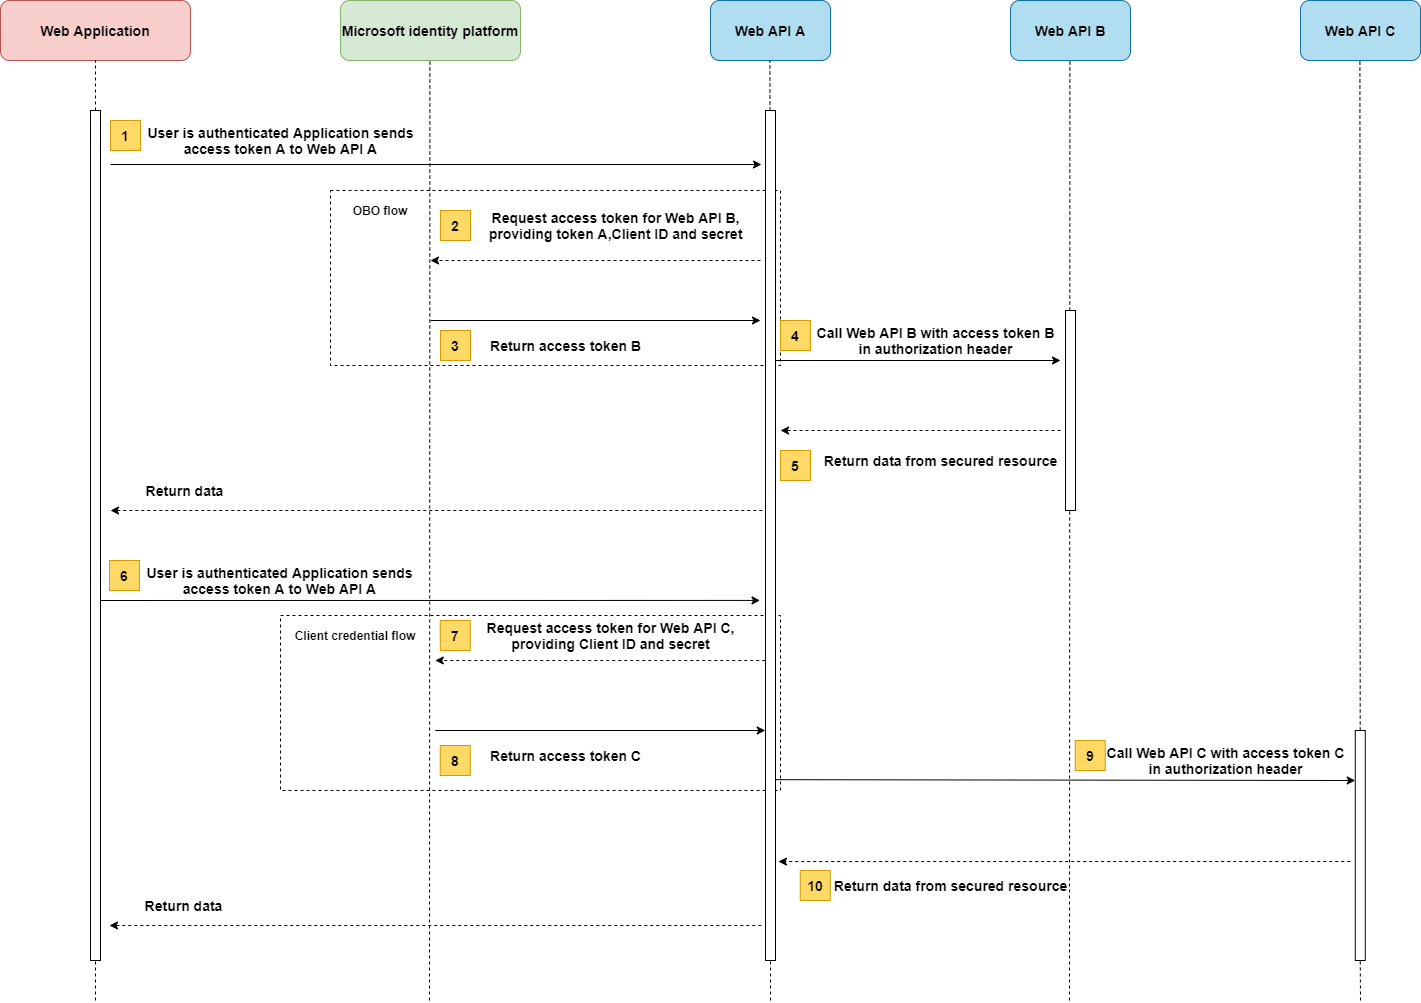 Web Application
Microsoft identity platform
Web API A
Web API B
Web API C
1
User is authenticated Application sends
access token A to Web API A
OBO flow
2
Request access token for Web API B,
providing token A,Client ID and secret
3
Return access token B
4
Call Web API B with access token B
in authorization header
5
Return data from secured resource
Return data
6
User is authenticated Application sends
access token A to Web API A
Client credential flow
7
Request access token for Web API C,
providing Client ID and secret
8
Return access token C
9
Call Web API C with access token C
in authorization header
10
Return data from secured resource
Return data